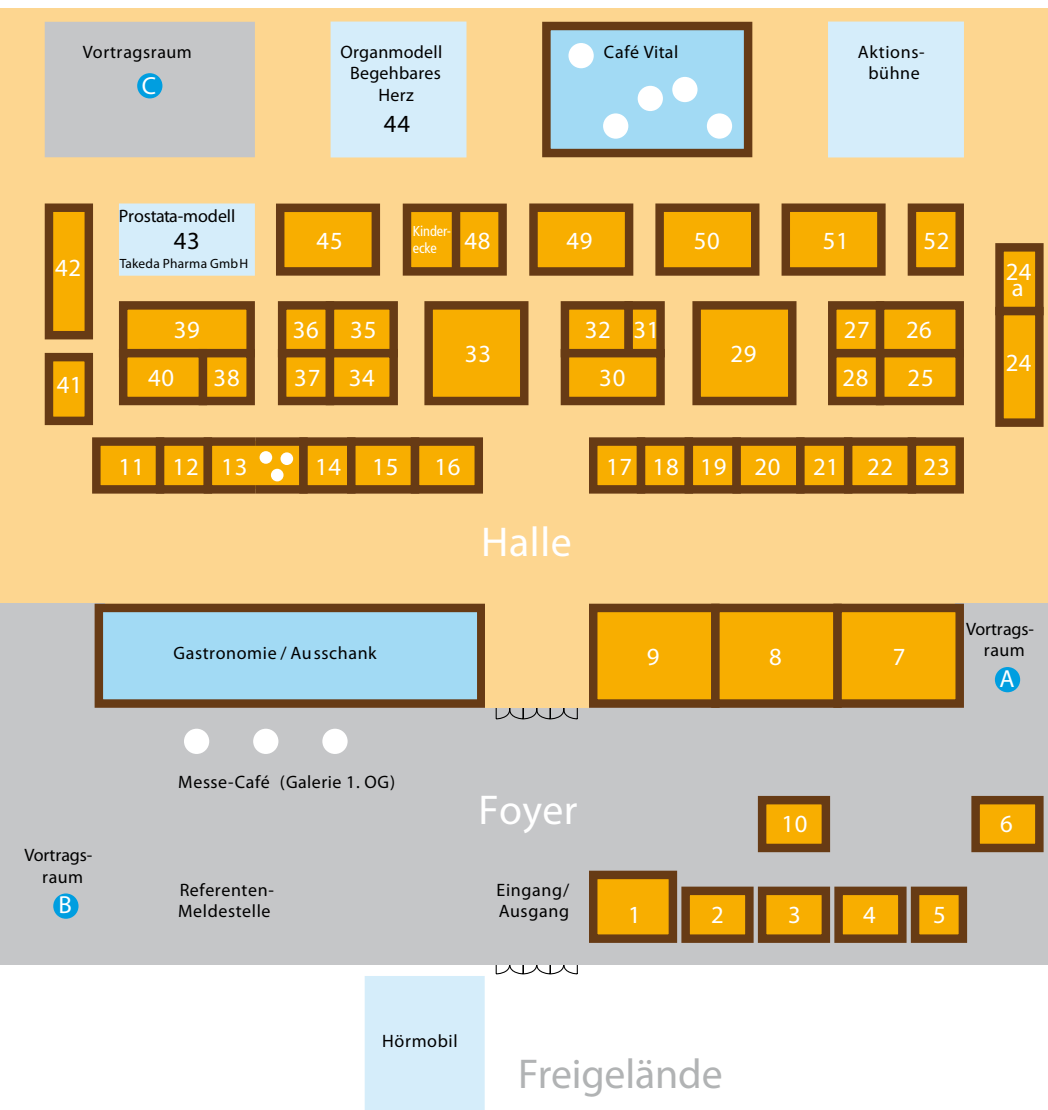 Vortragsraum
C
Organmodell
Begehbares
Herz
44
Café Vital
Aktions-
bühne
42
Prostata-modell
43
Takeda Pharma GmbH
45
Kinder-
ecke
48
49
50
51
52
24
a
39
36
35
33
32
31
29
27
26
24
41
40
38
37
34
30
28
25
11
12
13
14
15
16
17
18
19
20
21
22
23
Halle
Gastronomie / Ausschank
9
8
7
Vortrags-
raum
A
Messe-Café (Galerie 1. OG)
Foyer
10
6
Vortrags-
raum
B
Referenten-
Meldestelle
Eingang/
Ausgang
1
2
3
4
5
Hörmobil
Freigelände